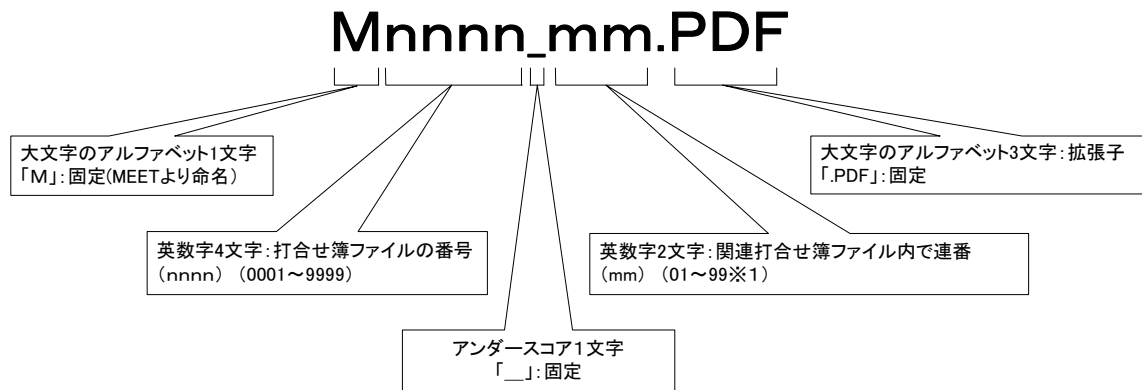 Mnnnn_mm.PDF
大文字のアルファベット1文字
「M」：固定(MEETより命名)
大文字のアルファベット3文字：拡張子
「.PDF」：固定
英数字4文字：打合せ簿ファイルの番号
(nnnn) (0001～9999)
英数字2文字：関連打合せ簿ファイル内で連番
(mm) (01～99※1)
アンダースコア1文字
「＿」：固定